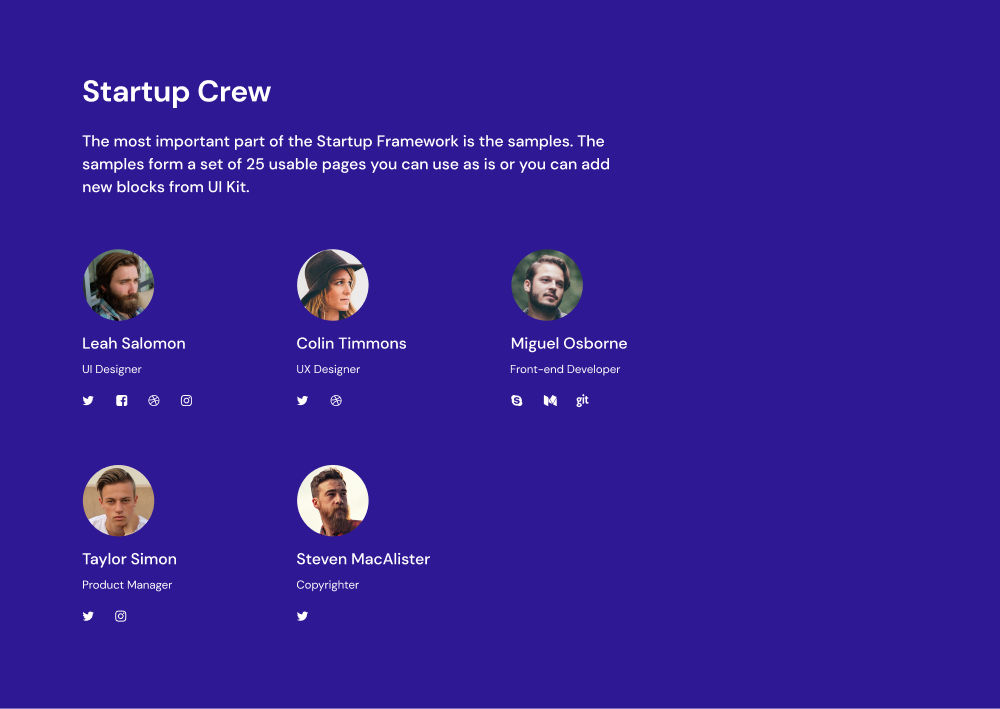 Startup Crew
The most important part of the Startup Framework is the samples. The
samples form a set of 25 usable pages you can use as is or you can add
new blocks from UI Kit.
Leah Salomon
UI Designer
Colin Timmons
UX Designer
Miguel Osborne
Front-end Developer
git
Taylor Simon
Product Manager
Steven MacAlister
Copyrighter